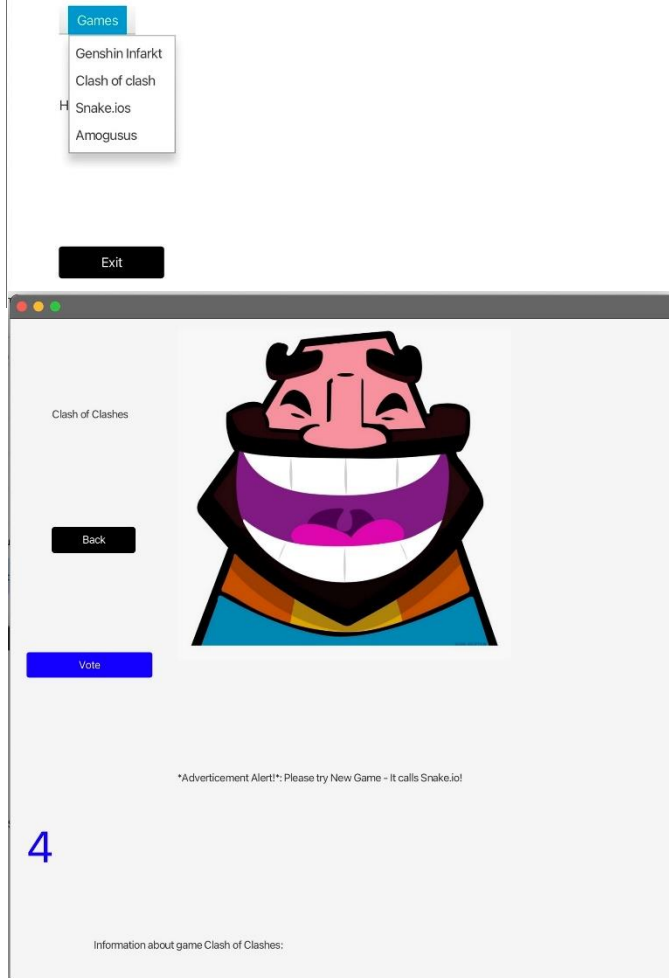 Games
Genshin Infarkt
Clash of clash
H
Snake.ios
Amogusus
Exit
Clash of Clashes
Back
Vote
*Adverticement Alert!*: Please try New Game - It calls Snake.io!
4
Information about game Clash of Clashes: